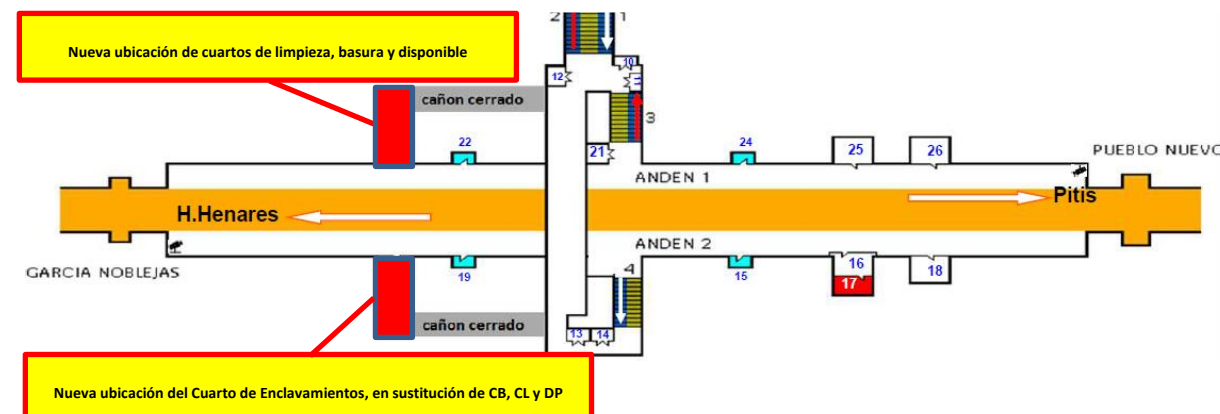 2 1
Nueva ubicación de cuartos de limpieza, basura y disponible
10
12 11
cañon cerrado
3
22 21 24 25 26
PUEBLO NUEVO
ANDEN 1
H.Henares Pitis
ANDEN 2
GARCIA NOBLEJAS
19 4 15 16 18
17
cañon cerrado
13 14
Nueva ubicación del Cuarto de Enclavamientos, en sustitución de CB, CL y DP